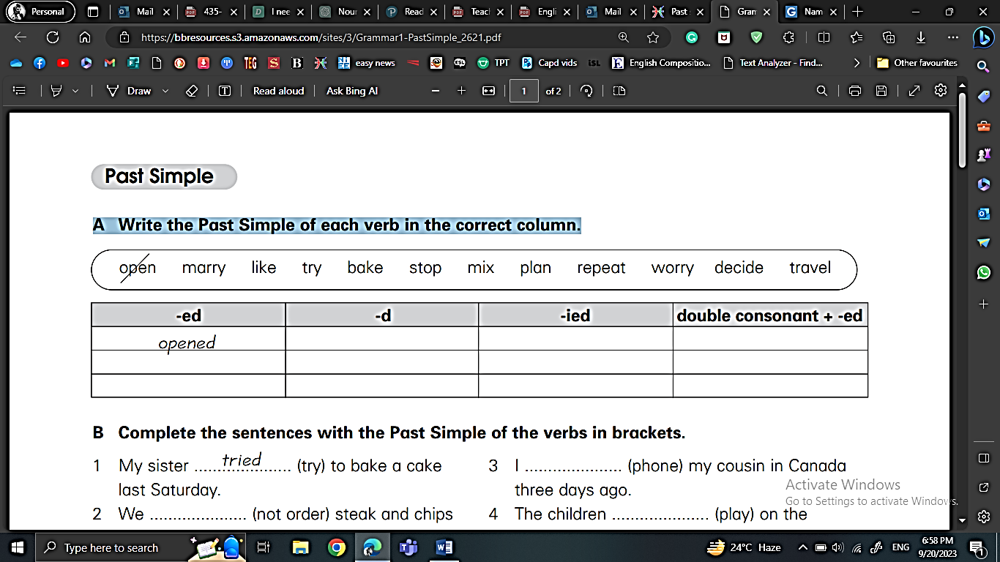 Personal
Mail
435-
I nee
Nour
Read
Teac
Engli
Mail
Past
Gran
Nam
https://bbresources.s3.amazonaws.com/sites/3/Grammar1-PastSimple_2621.pdf
easy news
TPT
Capd vids
English Compositio...
Text Analyzer - Find...
Other favourites
Draw
Read aloud
Ask Bing AI
1
of 2
Past Simple
A Write the Past Simple of each verb in the correct column.
open marry like try bake stop mix plan repeat worry decide travel
-ed -d -ied double consonant + -ed
opened
B Complete the sentences with the Past Simple of the verbs in brackets.
1 My sister ......tried...... (try) to bake a cake
last Saturday.
2 We .................... (not order) steak and chips
3 I .................... (phone) my cousin in Canada
three days ago.
4 The children .................... (play) on the
Activate Windows
Go to Settings to activate Windows.
Type here to search
24°C Haze
ENG
6:58 PM
9/20/2023